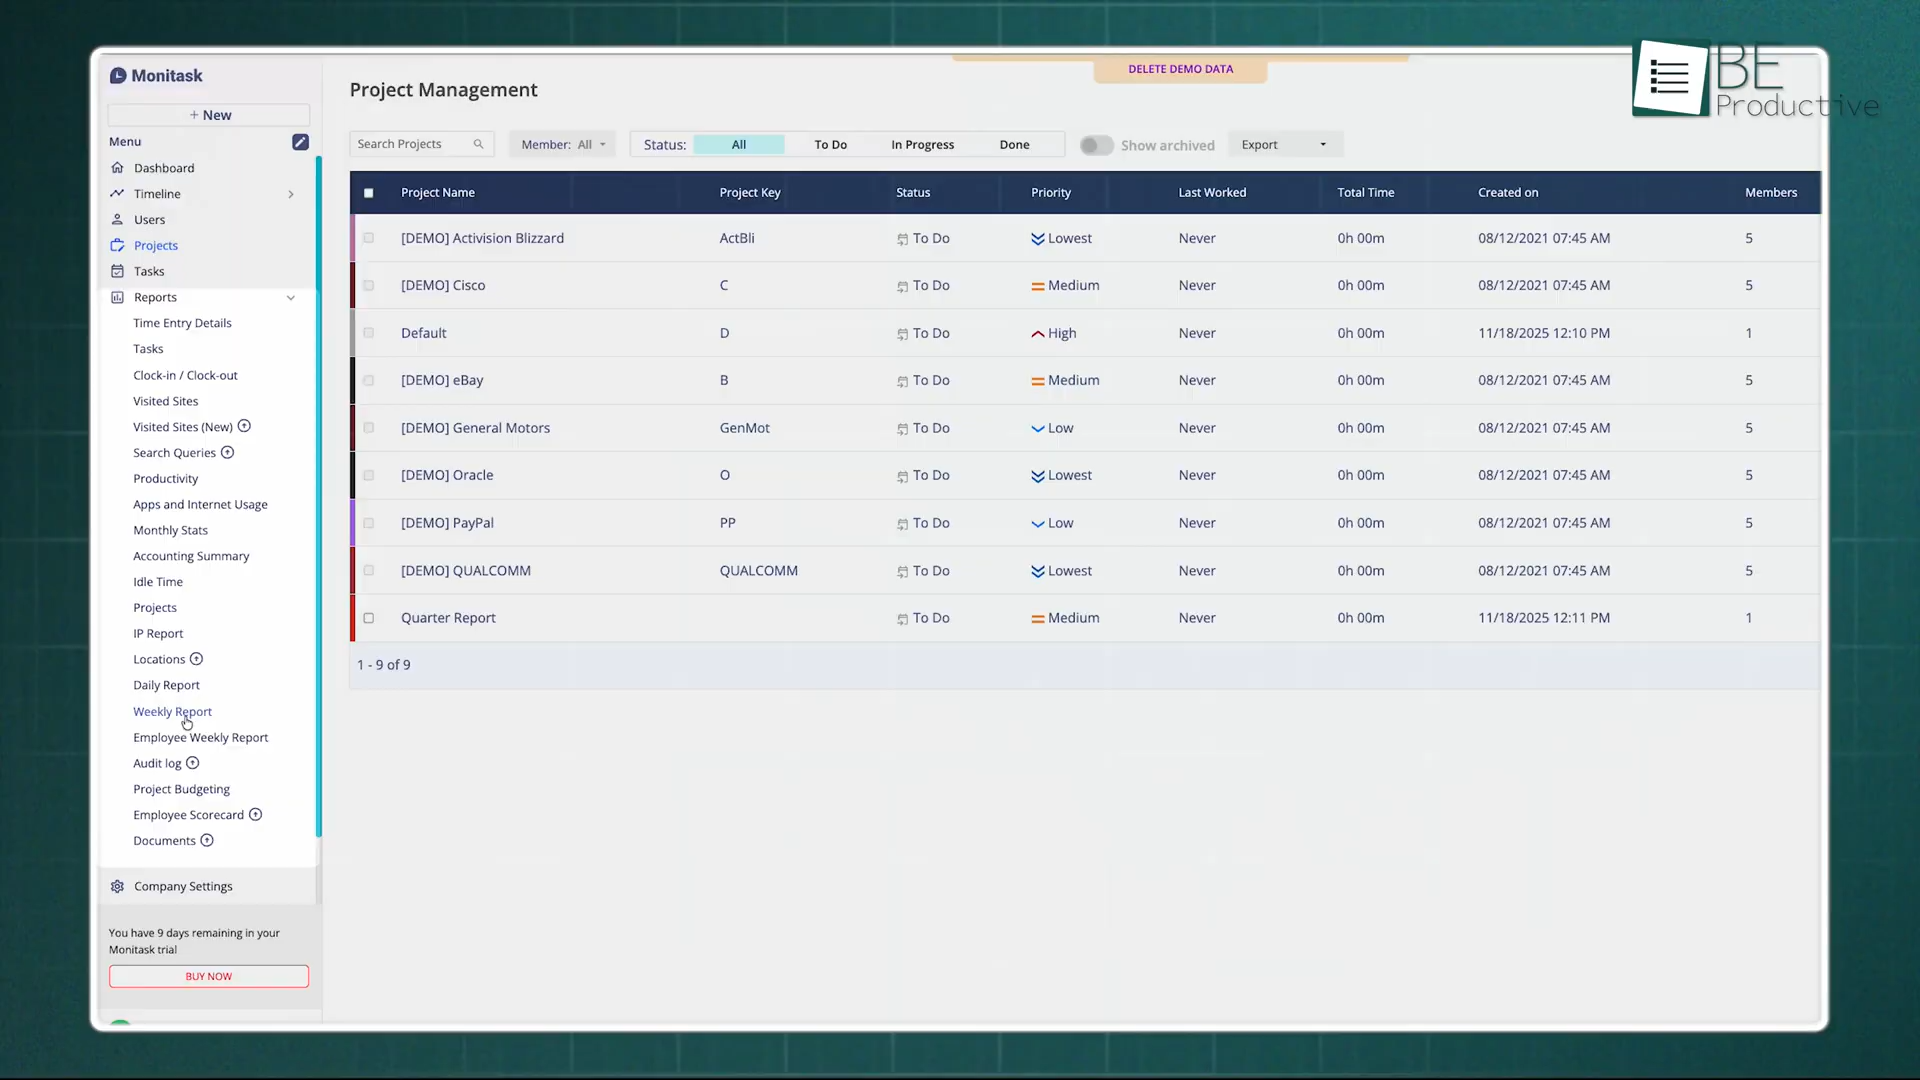 Monitask
+ New
Menu
Dashboard
Timeline
Users
Projects
Tasks
Reports
Time Entry Details
Tasks
Clock-in / Clock-out
Visited Sites
Visited Sites (New)
Search Queries
Productivity
Apps and Internet Usage
Monthly Stats
Accounting Summary
Idle Time
Projects
IP Report
Locations
Daily Report
Weekly Report
Employee Weekly Report
Audit log
Project Budgeting
Employee Scorecard
Documents
Company Settings
You have 9 days remaining in your
Monitask trial
BUY NOW
DELETE DEMO DATA
BE
Productive
Project Management
Search Projects Member: All Status: All To Do In Progress Done Show archived Export
Project Name Project Key Status Priority Last Worked Total Time Created on Members
[DEMO] Activision Blizzard ActBli To Do Lowest Never 0h 00m 08/12/2021 07:45 AM 5
[DEMO] Cisco C To Do Medium Never 0h 00m 08/12/2021 07:45 AM 5
Default D To Do High Never 0h 00m 11/18/2025 12:10 PM 1
[DEMO] eBay B To Do Medium Never 0h 00m 08/12/2021 07:45 AM 5
[DEMO] General Motors GenMot To Do Low Never 0h 00m 08/12/2021 07:45 AM 5
[DEMO] Oracle O To Do Lowest Never 0h 00m 08/12/2021 07:45 AM 5
[DEMO] PayPal PP To Do Low Never 0h 00m 08/12/2021 07:45 AM 5
[DEMO] QUALCOMM QUALCOMM To Do Lowest Never 0h 00m 08/12/2021 07:45 AM 5
Quarter Report To Do Medium Never 0h 00m 11/18/2025 12:11 PM 1
1 - 9 of 9